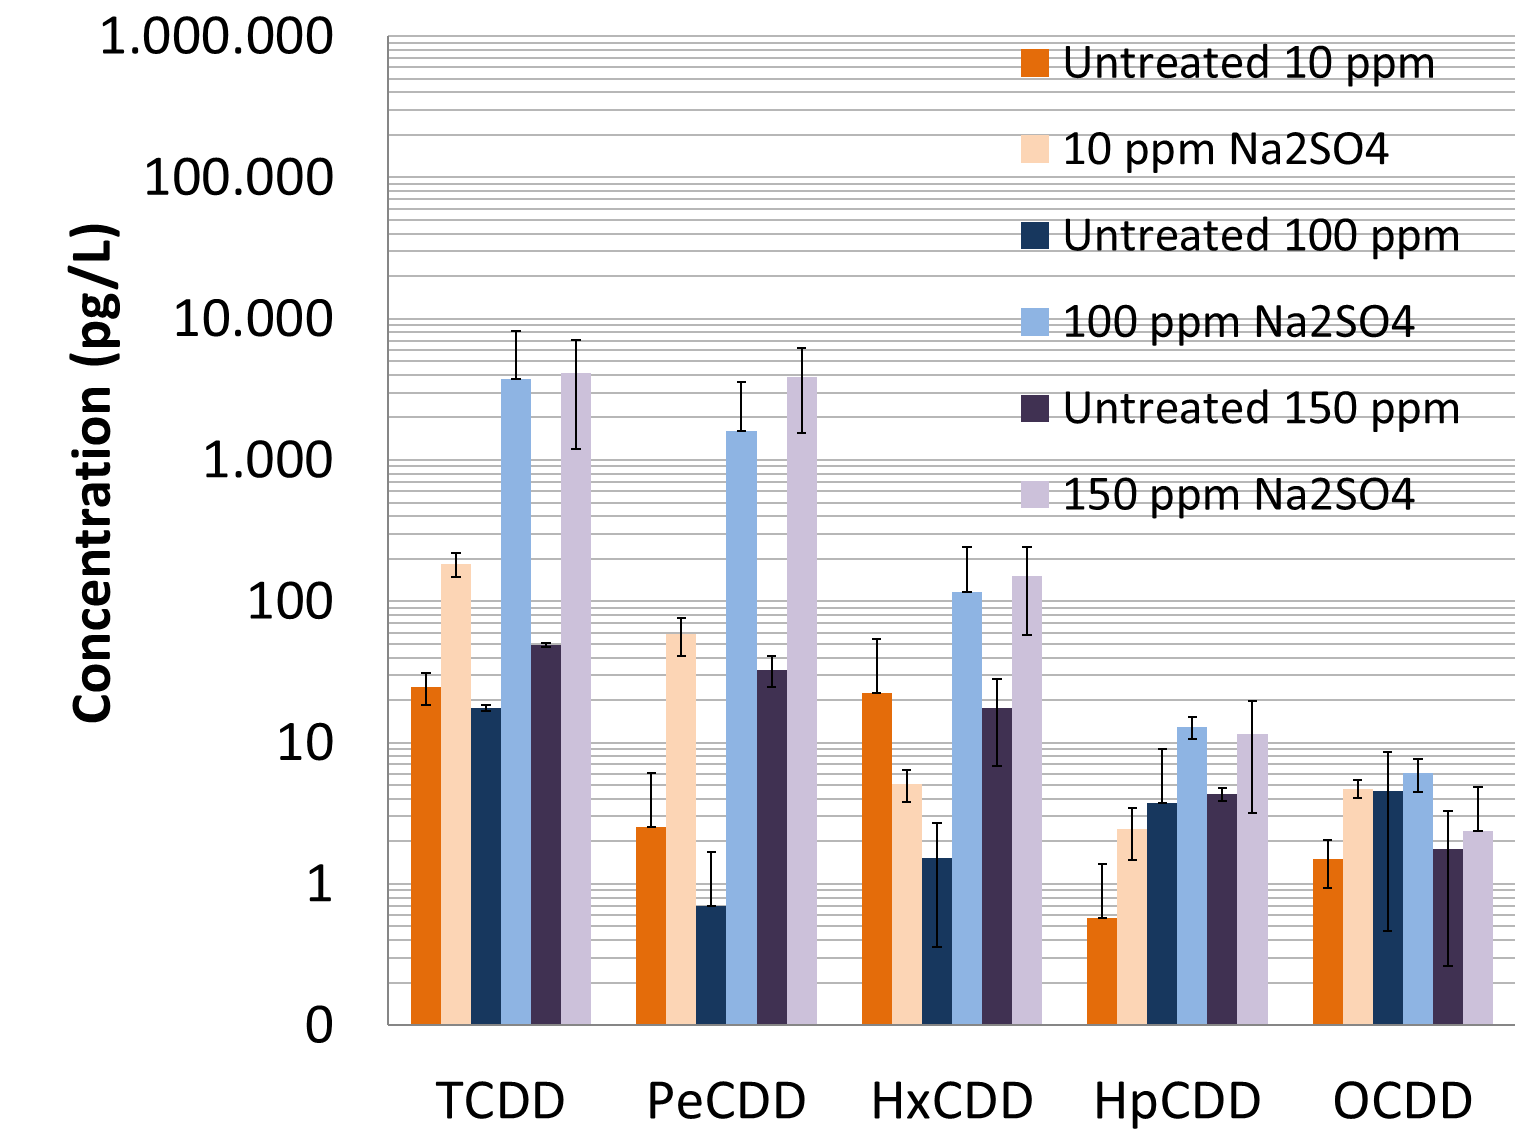 Concentration (pg/L)
1.000.000
100.000
10.000
1.000
100
10
1
0
Untreated 10 ppm
10 ppm Na2SO4
Untreated 100 ppm
100 ppm Na2SO4
Untreated 150 ppm
150 ppm Na2SO4
TCDD
PeCDD
HxCDD
HpCDD
OCDD